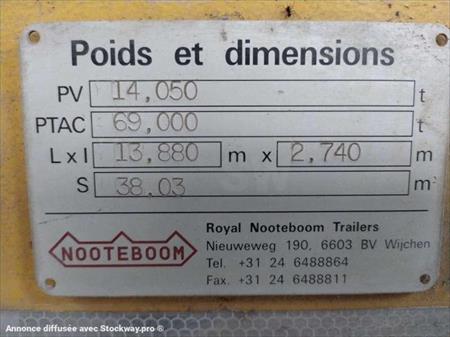 Poids et dimensions
PV 14,050 t
PTAC 69,000 t
L x l 13,880 m x 2,740 m
S 38.03 m²
NOOTEBOOM
Royal Nooteboom Trailers
Nieuweweg 190, 6603 BV Wijchen
Tel. +31 24 6488864
Fax. +31 24 6488811
Annonce diffusée avec Stockway.pro ®